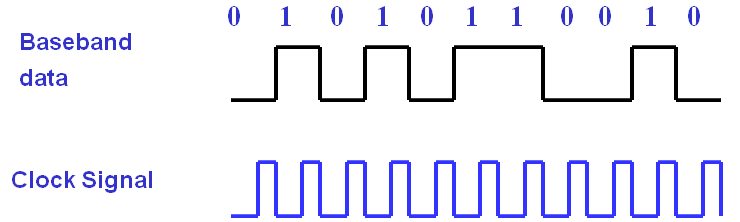 0 1 0 1 0 1 1 0 0 1 0
Baseband
data
Clock Signal